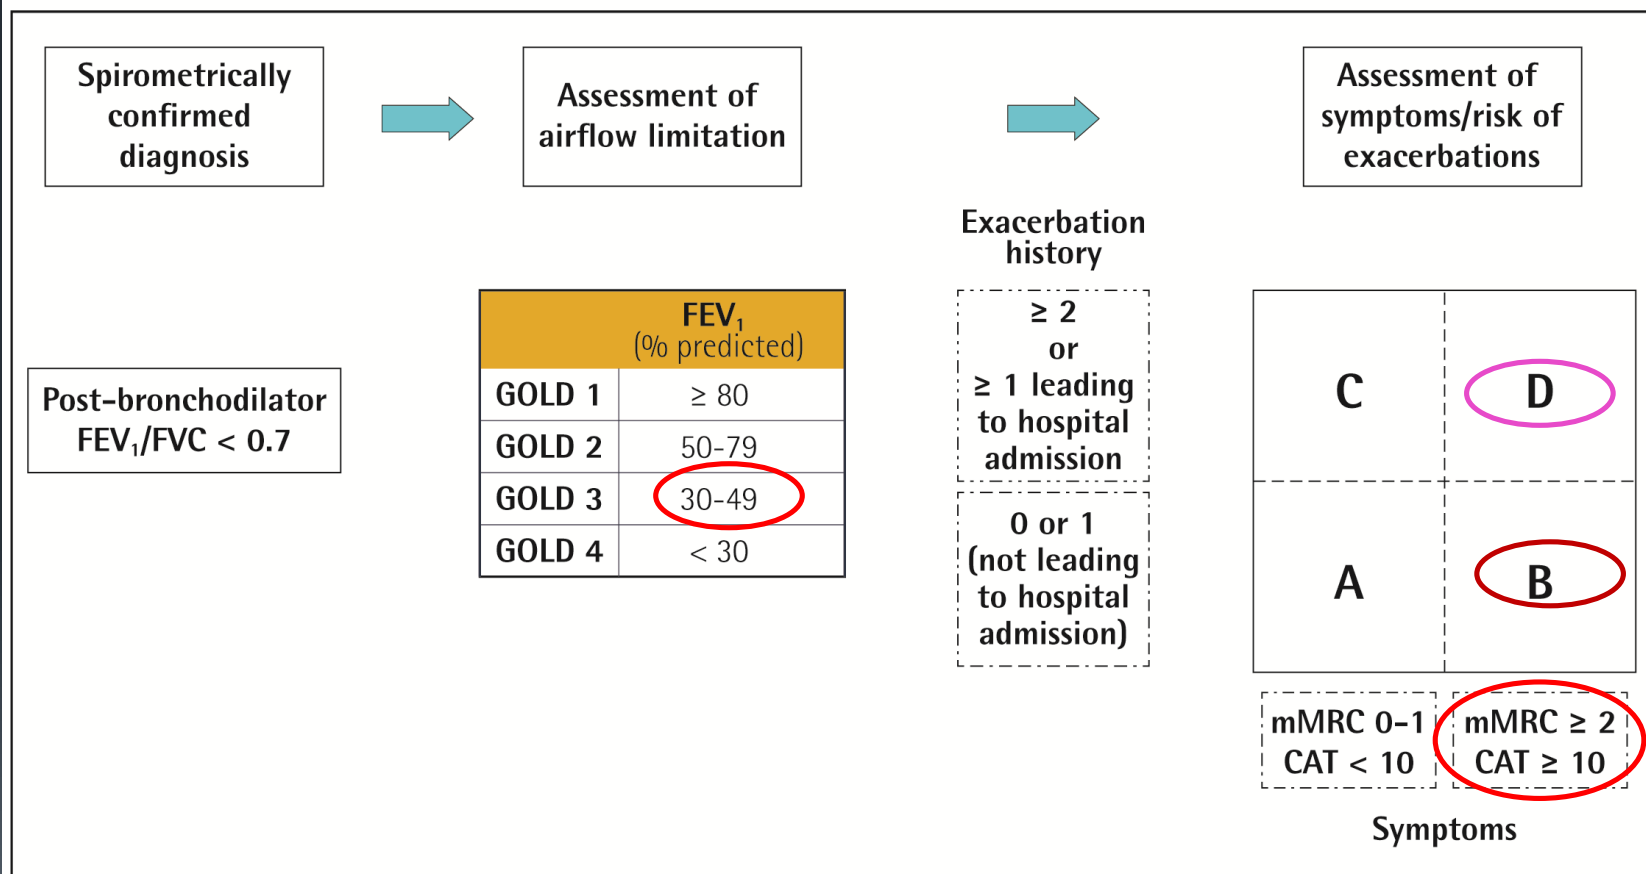 Spirometrically
confirmed
diagnosis
Assessment of
airflow limitation
Assessment of
symptoms/risk of
exacerbations
Post-bronchodilator
FEV₁/FVC < 0.7
FEV₁
(% predicted)
GOLD 1 ≥ 80
GOLD 2 50-79
GOLD 3 30-49
GOLD 4 < 30
Exacerbation
history
≥ 2
or
≥ 1 leading
to hospital
admission
0 or 1
(not leading
to hospital
admission)
C D
A B
mMRC 0-1
CAT < 10
mMRC ≥ 2
CAT ≥ 10
Symptoms